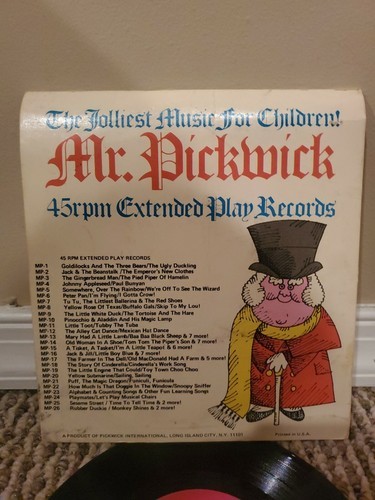 The Jolliest Music For Children!
Mr. Pickwick
45rpm Extended Play Records
45 RPM EXTENDED PLAY RECORDS
MP-1 Goldilocks And The Three Bears/The Ugly Duckling
MP-2 Jack & The Beanstalk /The Emperor's New Clothes
MP-3 The Gingerbread Man/The Pied Piper Of Hamelin
MP-4 Johnny Appleseed/Paul Bunyan
MP-5 Somewhere, Over The Rainbow/We're Off To See The Wizard
MP-6 Peter Pan/I'm Flying/I Gotta Crow!
MP-7 Tu Tu, The Littlest Ballerina & The Red Shoes
MP-8 Yellow Rose Of Texas/Buffalo Gals/Skip To My Lou!
MP-9 The Little White Duck/The Tortoise And The Hare
MP-10 Pinocchio & Aladdin And His Magic Lamp
MP-11 Little Toot/Tubby The Tuba
MP-12 The Alley Cat Dance/Mexican Hat Dance
MP-13 Mary Had A Little Lamb/Baa Baa Black Sheep & 7 more!
MP-14 Old Woman In A Shoe/Tom Tom The Piper's Son & 7 more!
MP-15 A Tisket, A Tasket/I'm A Little Teapot! & 6 more!
MP-16 Jack & Jill/Little Boy Blue! & 7 more!
MP-17 The Farmer In The Dell/Old MacDonald Had A Farm & 5 more!
MP-18 The Story Of Cinderella/Cinderella's Work Song
MP-19 The Little Engine That Could/Toy Town Choo Choo
MP-20 Yellow Submarine/Sailing, Sailing
MP-21 Puff, The Magic Dragon/Funiculi, Funicula
MP-22 How Much Is That Doggie In The Window/Snoopy Sniffer
MP-23 Alphabet & Counting Songs & Other Fun Learning Songs
MP-24 Playmates/Let's Play Musical Chairs
MP-25 Sesame Street / Time To Tell Time & 2 more!
MP-26 Rubber Duckie / Monkey Shines & 2 more!
A PRODUCT OF PICKWICK INTERNATIONAL, LONG ISLAND CITY, N.Y. 11101
Printed in U.S.A.